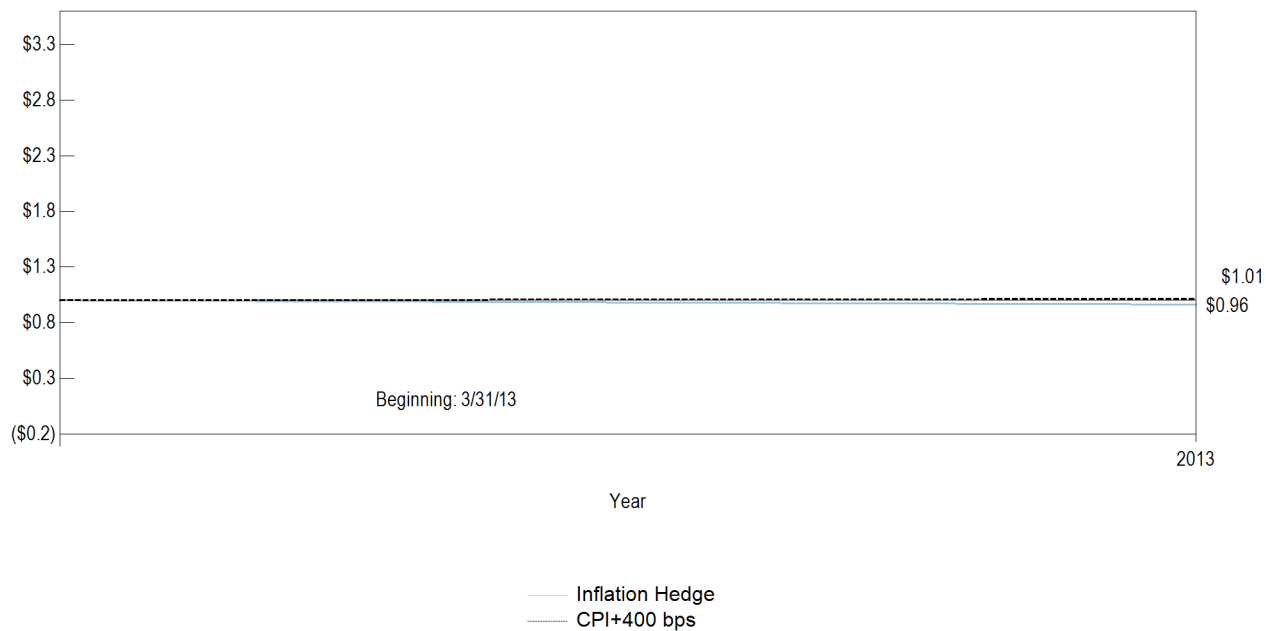 $3.3
$2.8
$2.3
$1.8
$1.3
$1.01
$0.96
$0.8
$0.3
Beginning: 3/31/13
($0.2)
2013
Year
Inflation Hedge
CPI+400 bps